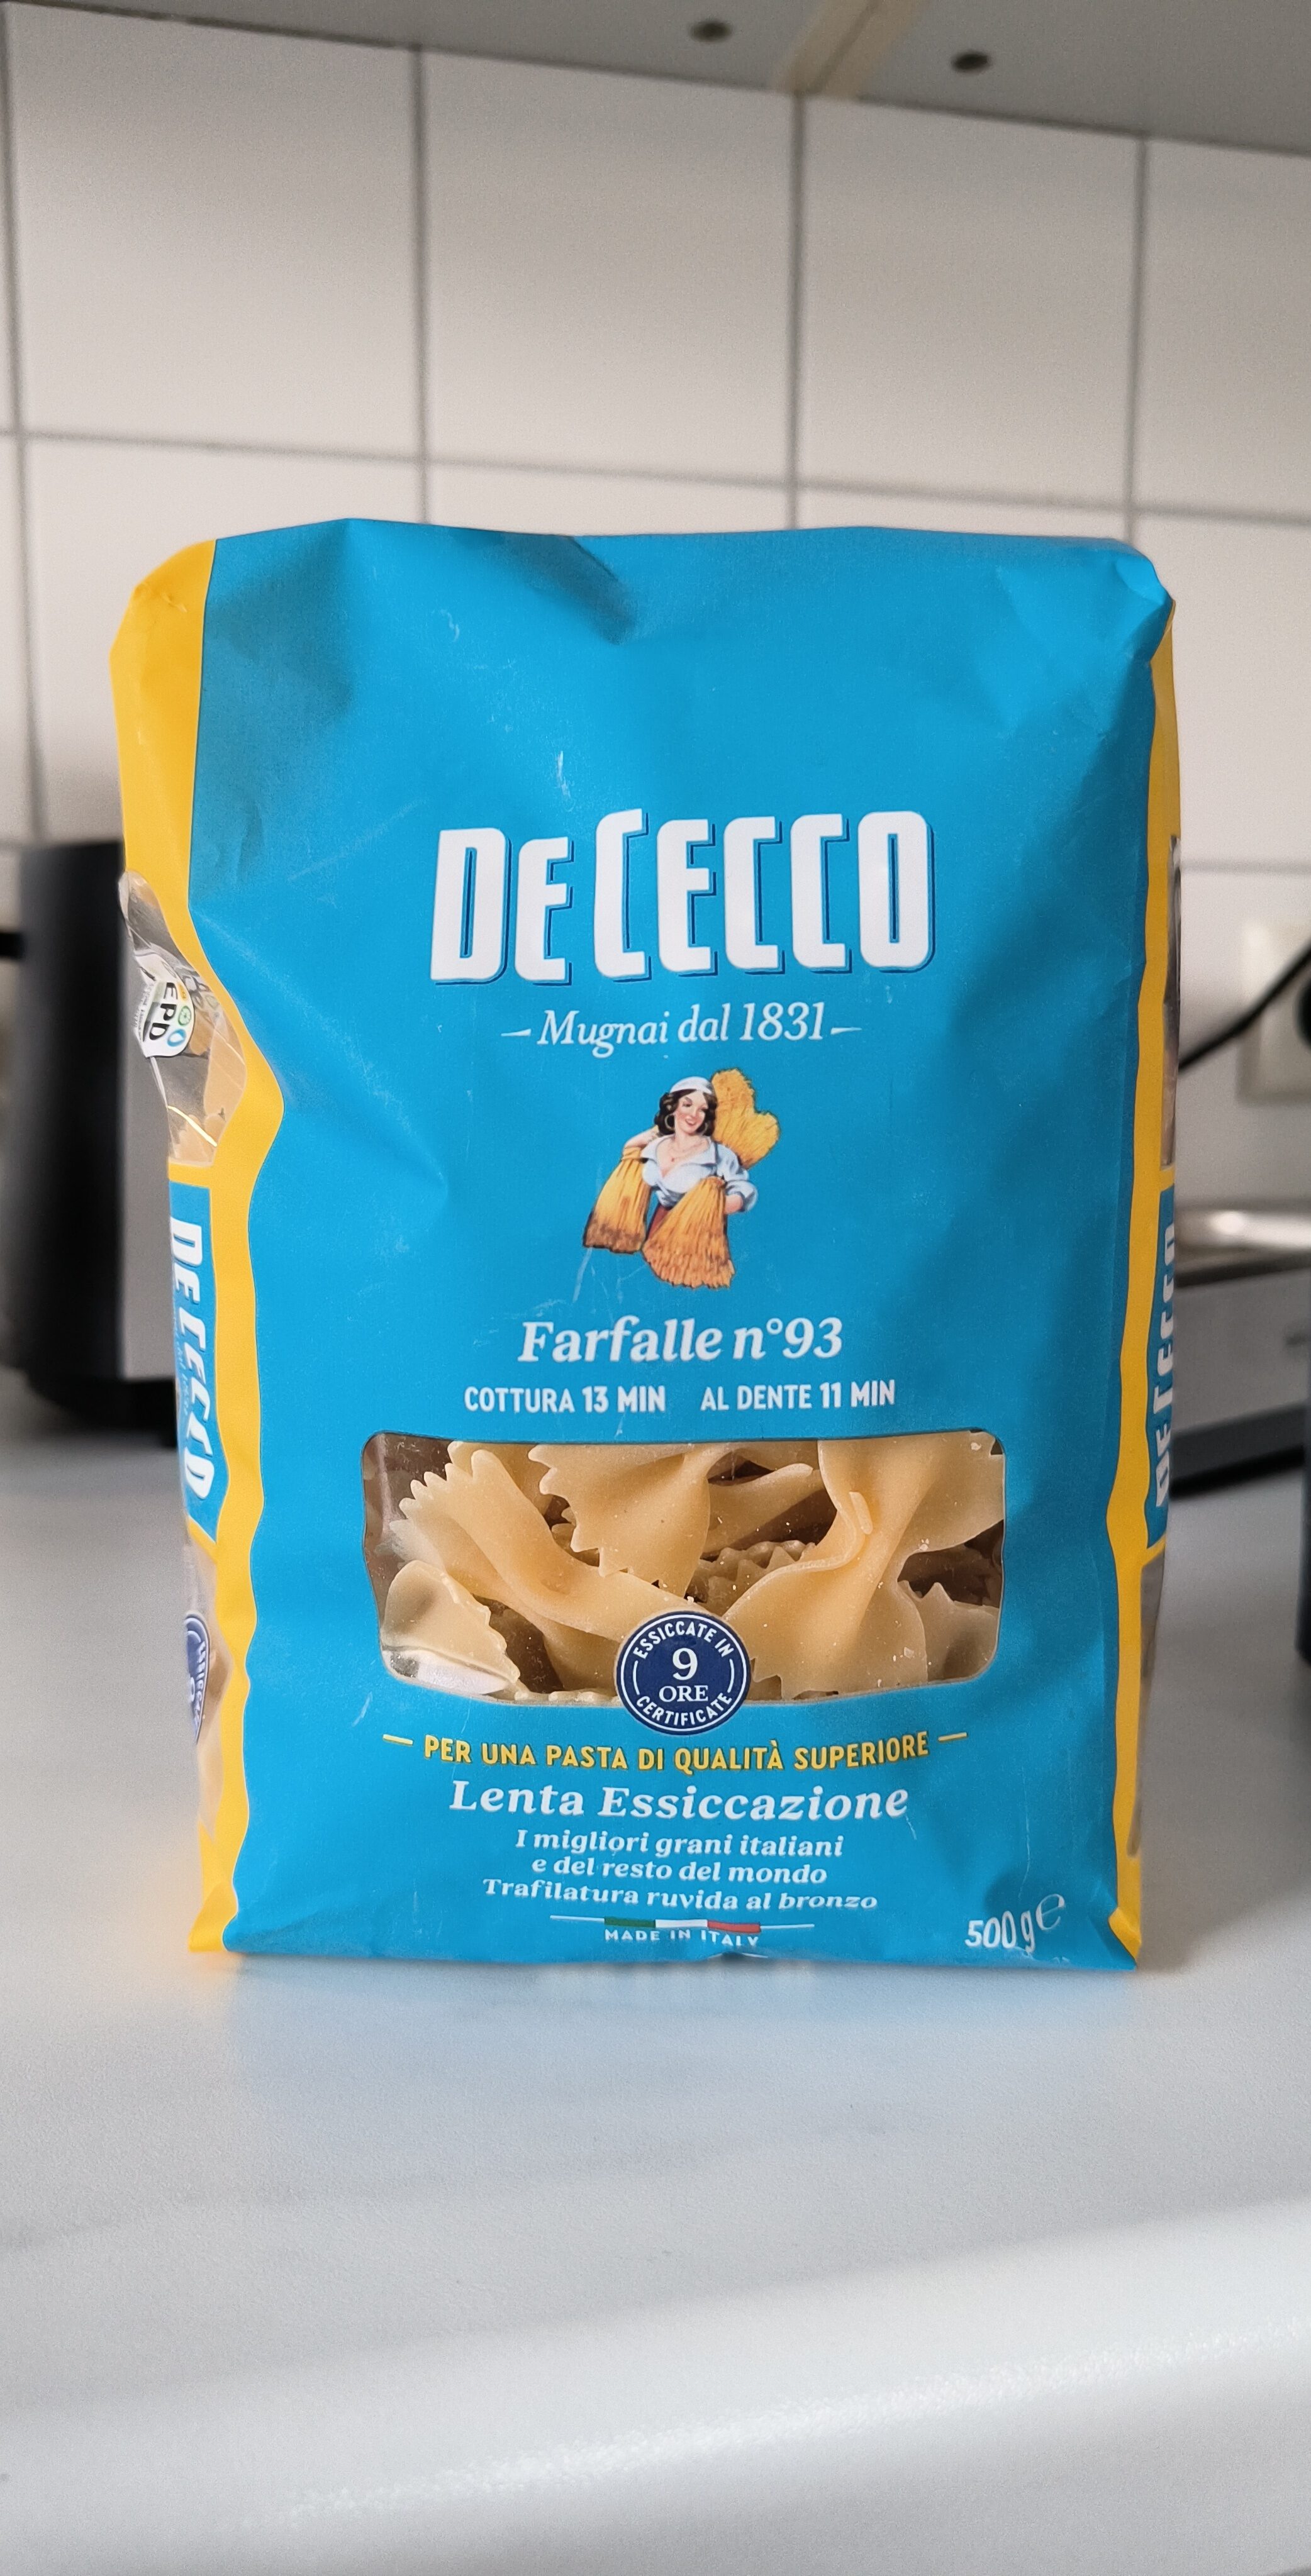 DE CECCO
Mugnai dal 1831
Farfalle n°93
COTTURA 13 MIN AL DENTE 11 MIN
ESSICCATE IN
9
ORE
CERTIFICATE
PER UNA PASTA DI QUALITÀ SUPERIORE
Lenta Essiccazione
I migliori grani italiani
e del resto del mondo
Trafilatura ruvida al bronzo
MADE IN ITALY
500 g e
EPD
DE CECCO
DE CECCO